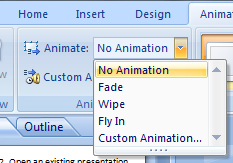 Home Insert Design Anima
Animate: No Animation
Custom A
No Animation
Fade
Wipe
Fly In
Custom Animation...
Outline
2. Open an existing presentation